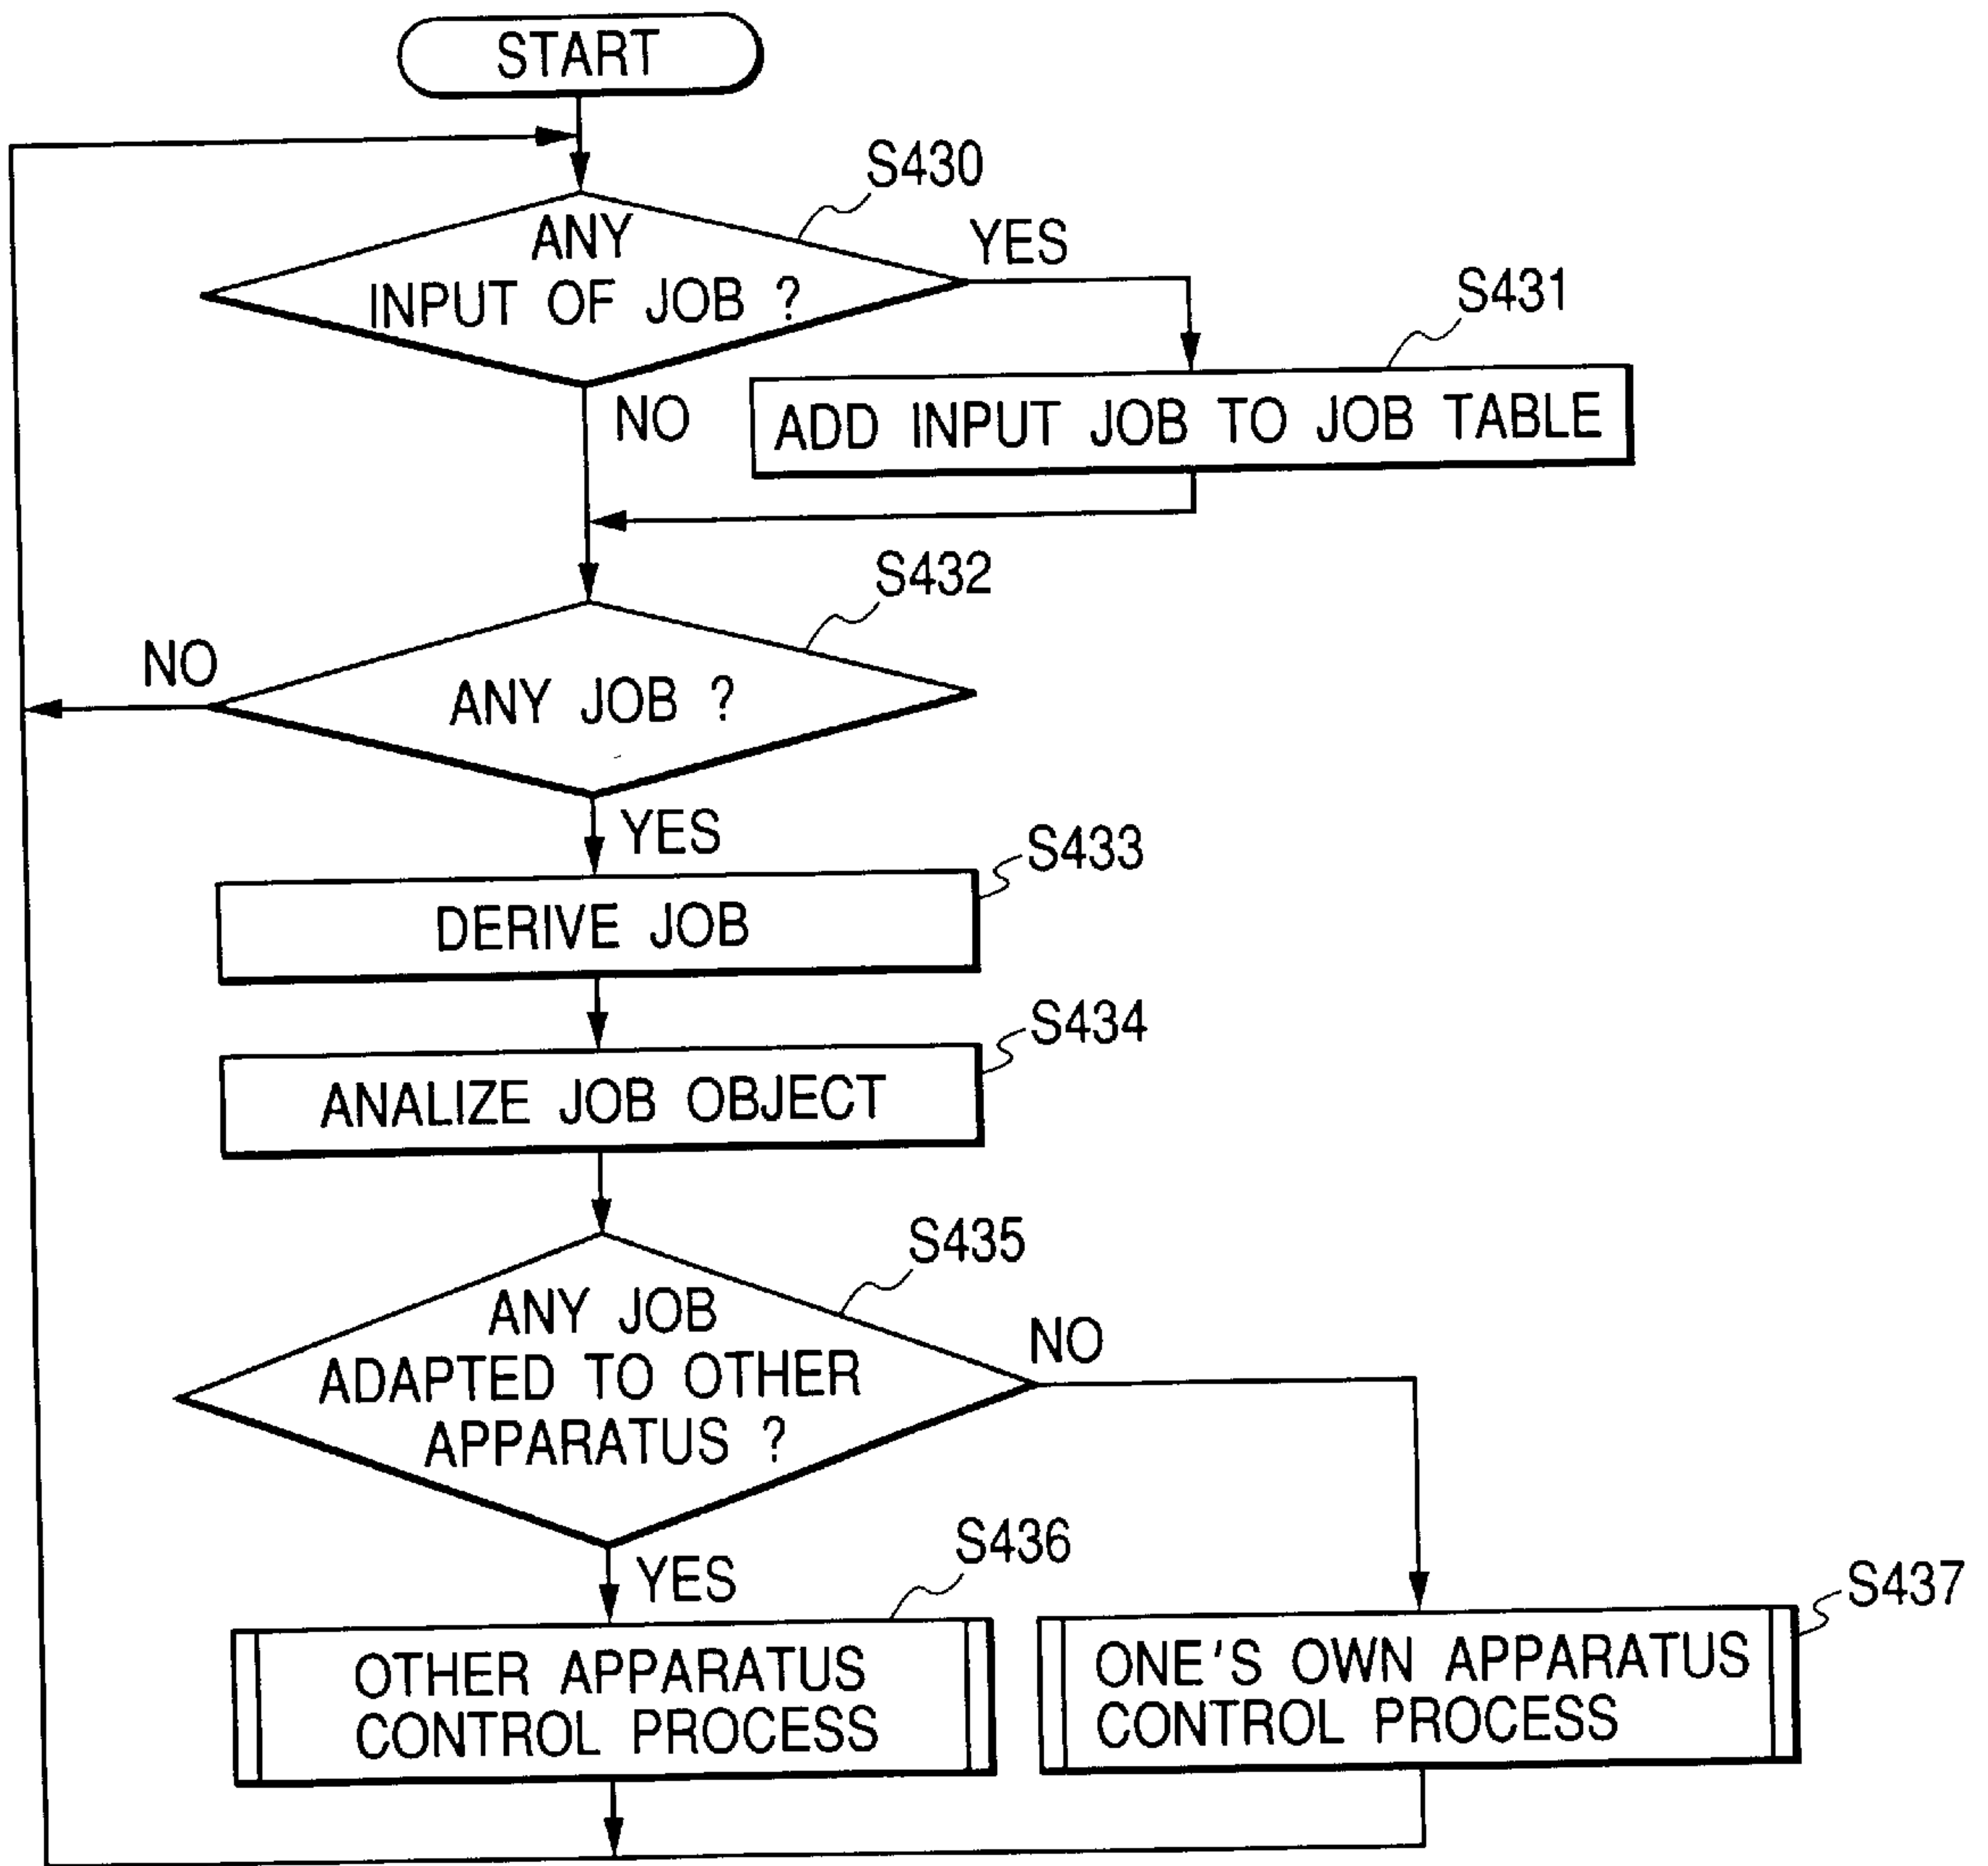 START
S430
ANY
INPUT OF JOB ?
YES
S431
NO
ADD INPUT JOB TO JOB TABLE
S432
NO
ANY JOB ?
YES
S433
DERIVE JOB
S434
ANALIZE JOB OBJECT
S435
ANY JOB
ADAPTED TO OTHER
APPARATUS ?
NO
YES
S436
S437
OTHER APPARATUS
CONTROL PROCESS
ONE'S OWN APPARATUS
CONTROL PROCESS